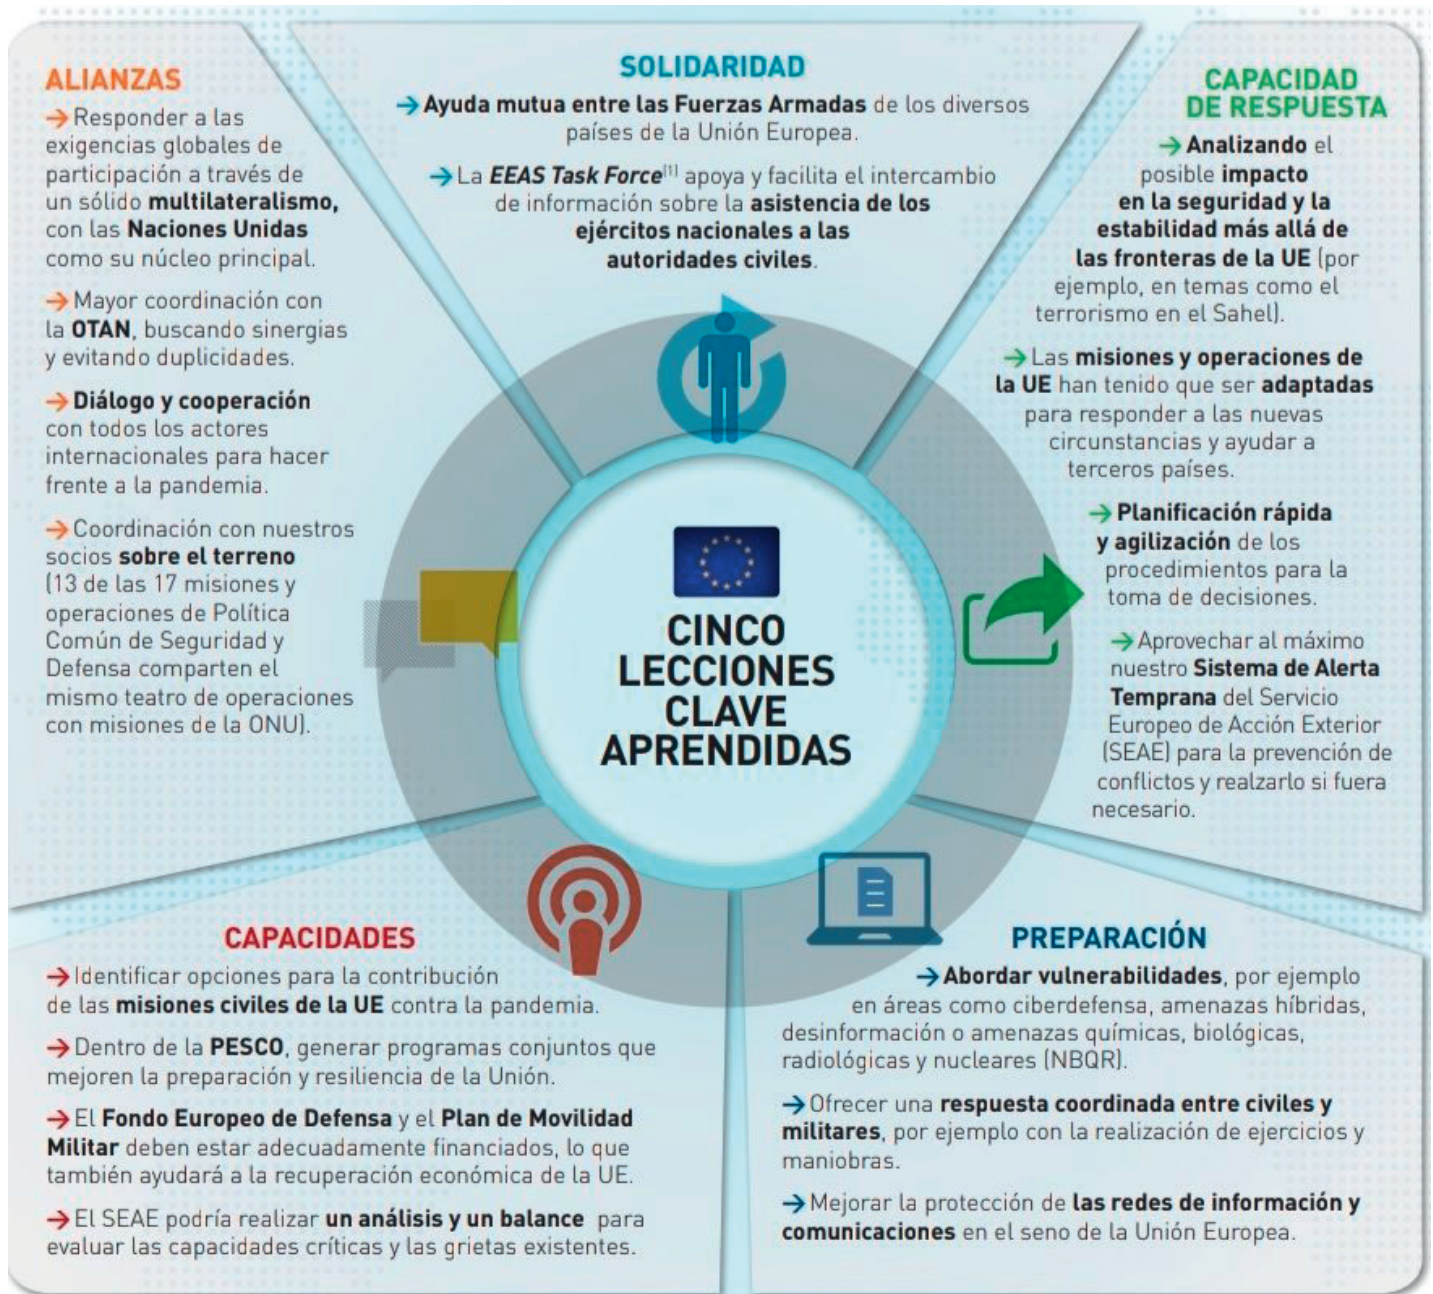 ALIANZAS
→ Responder a las
exigencias globales de
participación a través de
un sólido multilateralismo,
con las Naciones Unidas
como su núcleo principal.
→ Mayor coordinación con
la OTAN, buscando sinergias
y evitando duplicidades.
→ Diálogo y cooperación
con todos los actores
internacionales para hacer
frente a la pandemia.
→ Coordinación con nuestros
socios sobre el terreno
(13 de las 17 misiones y
operaciones de Política
Común de Seguridad y
Defensa comparten el
mismo teatro de operaciones
con misiones de la ONU).
SOLIDARIDAD
→ Ayuda mutua entre las Fuerzas Armadas de los diversos
países de la Unión Europea.
→ La EEAS Task Force[1] apoya y facilita el intercambio
de información sobre la asistencia de los
ejércitos nacionales a las
autoridades civiles.
CAPACIDAD
DE RESPUESTA
→ Analizando el
posible impacto
en la seguridad y la
estabilidad más allá de
las fronteras de la UE (por
ejemplo, en temas como el
terrorismo en el Sahel).
→ Las misiones y operaciones de
la UE han tenido que ser adaptadas
para responder a las nuevas
circunstancias y ayudar a
terceros países.
→ Planificación rápida
y agilización de los
procedimientos para la
toma de decisiones.
→ Aprovechar al máximo
nuestro Sistema de Alerta
Temprana del Servicio
Europeo de Acción Exterior
(SEAE) para la prevención de
conflictos y realzarlo si fuera
necesario.
CINCO
LECCIONES
CLAVE
APRENDIDAS
CAPACIDADES
→ Identificar opciones para la contribución
de las misiones civiles de la UE contra la pandemia.
→ Dentro de la PESCO, generar programas conjuntos que
mejoren la preparación y resiliencia de la Unión.
→ El Fondo Europeo de Defensa y el Plan de Movilidad
Militar deben estar adecuadamente financiados, lo que
también ayudará a la recuperación económica de la UE.
→ El SEAE podría realizar un análisis y un balance para
evaluar las capacidades críticas y las grietas existentes.
PREPARACIÓN
→ Abordar vulnerabilidades, por ejemplo
en áreas como ciberdefensa, amenazas híbridas,
desinformación o amenazas químicas, biológicas,
radiológicas y nucleares (NBQR).
→ Ofrecer una respuesta coordinada entre civiles y
militares, por ejemplo con la realización de ejercicios y
maniobras.
→ Mejorar la protección de las redes de información y
comunicaciones en el seno de la Unión Europea.